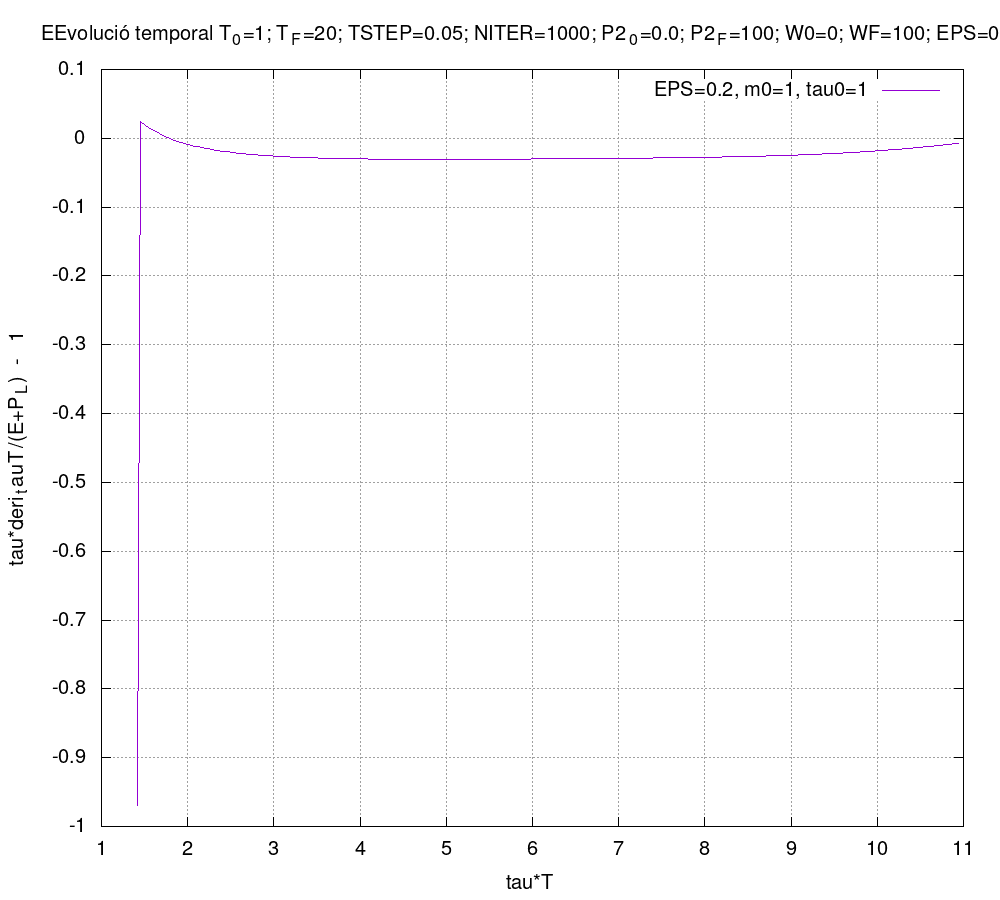 EEvolució temporal T0=1; TF=20; TSTEP=0.05; NITER=1000; P20=0.0; P2F=100; W0=0; WF=100; EPS=0
EPS=0.2, m0=1, tau0=1
0.1
0
-0.1
-0.2
-0.3
-0.4
-0.5
-0.6
-0.7
-0.8
-0.9
-1
tau*deritauT/(E+PL) - 1
1 2 3 4 5 6 7 8 9 10 11
tau*T